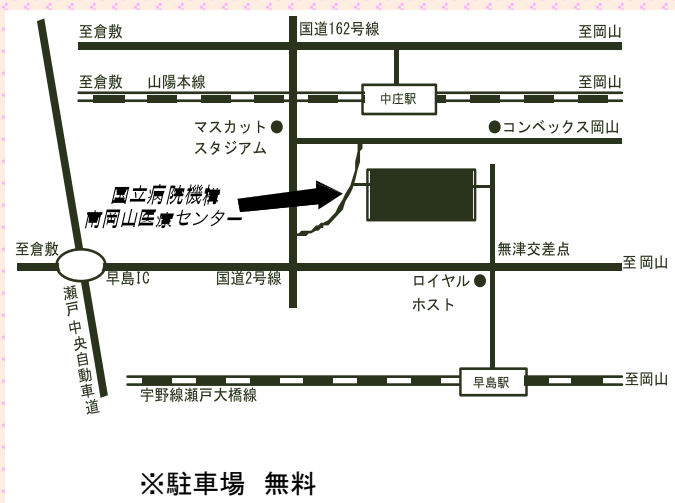 国道162号線
至倉敷
至岡山
至倉敷
山陽本線
至岡山
中庄駅
マスカット
スタジアム
コンベックス岡山
国立病院機構
南岡山医療センター
至倉敷
無津交差点
至岡山
早島IC
国道2号線
ロイヤル
ホスト
瀬戸中央自動車道
早島駅
至岡山
宇野線瀬戸大橋線
※駐車場 無料